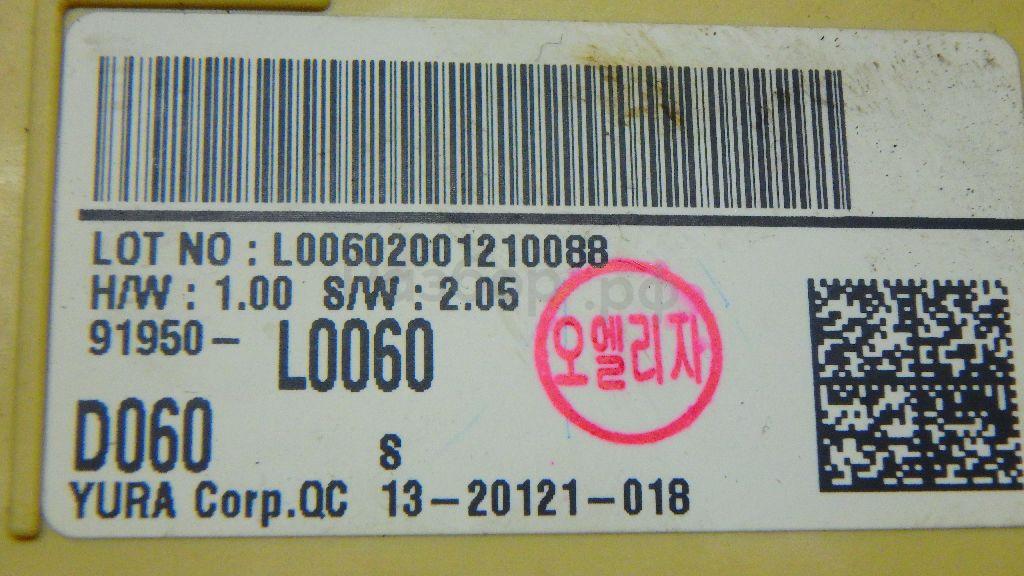 LOT NO : L00602001210088
H/W : 1.00 S/W : 2.05
91950- L0060
오엘리자
D060 S
YURA Corp.QC 13-20121-018